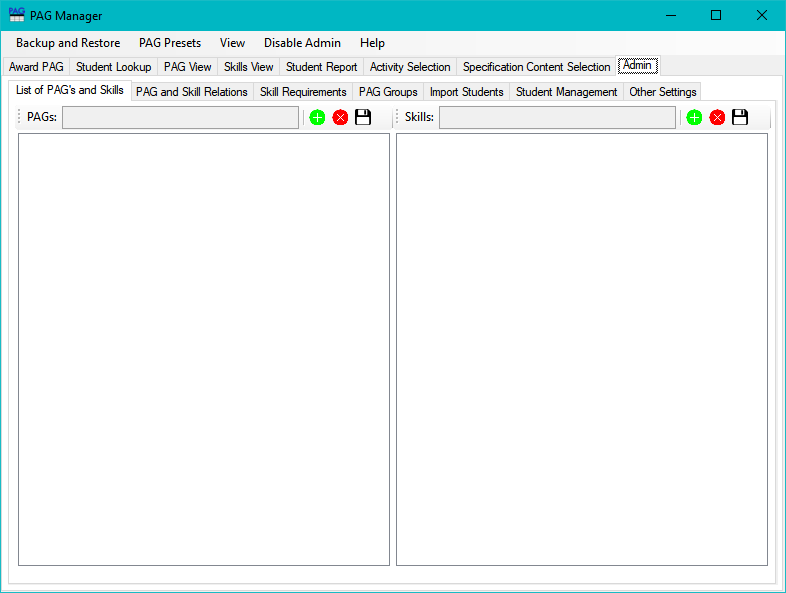 PAG PAG Manager
Backup and Restore PAG Presets View Disable Admin Help
Award PAG Student Lookup PAG View Skills View Student Report Activity Selection Specification Content Selection Admin
List of PAG's and Skills PAG and Skill Relations Skill Requirements PAG Groups Import Students Student Management Other Settings
PAGs: Skills: